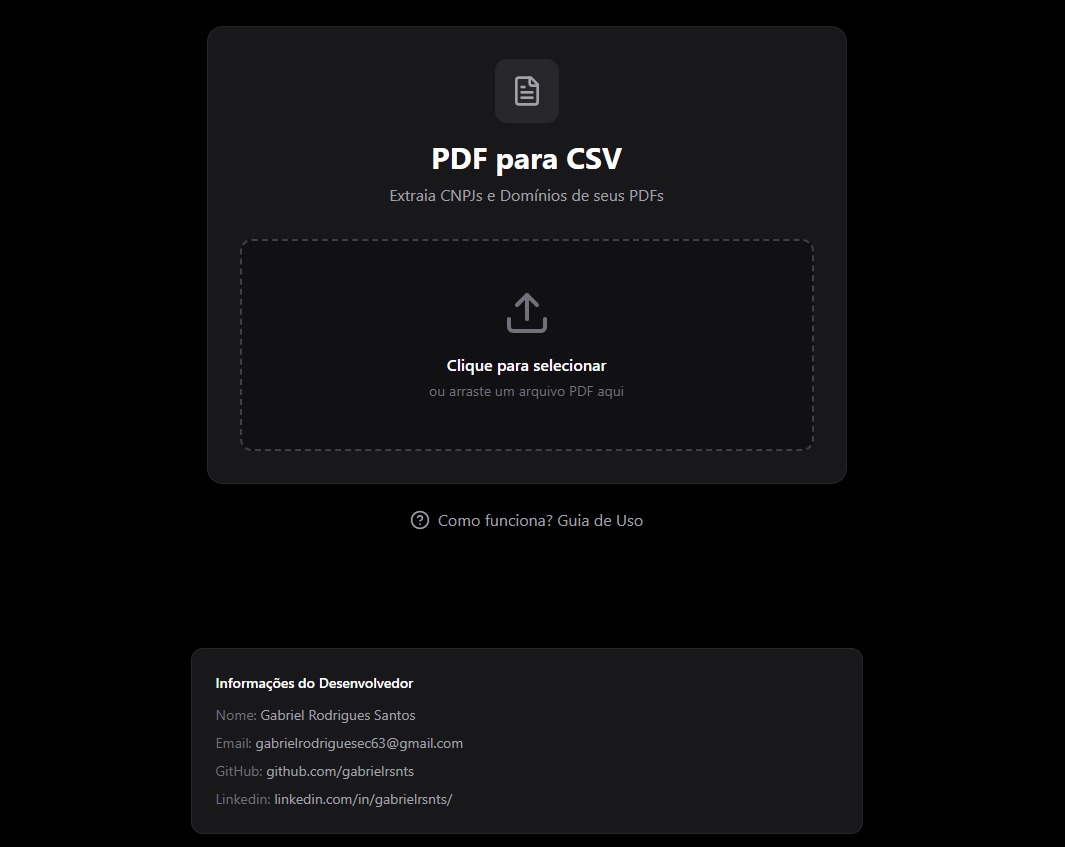 PDF para CSV
Extraia CNPJs e Domínios de seus PDFs
Clique para selecionar
ou arraste um arquivo PDF aqui
Como funciona? Guia de Uso
Informações do Desenvolvedor
Nome: Gabriel Rodrigues Santos
Email: gabrielrodriguesec63@gmail.com
GitHub: github.com/gabrielrsnts
Linkedin: linkedin.com/in/gabrielrsnts/